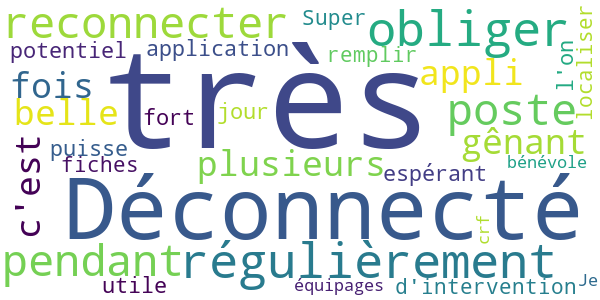 reconnecter
Super
obliger
localiser
potentiel
application
remplir
l'on
fois
très
appli
belle
fort
jour
poste
c'est
puisse
gênant
fiches
plusieurs
espérant
bénévole
Déconnecté
crf
pendant
régulièrement
utile
équipages
d'intervention
Je